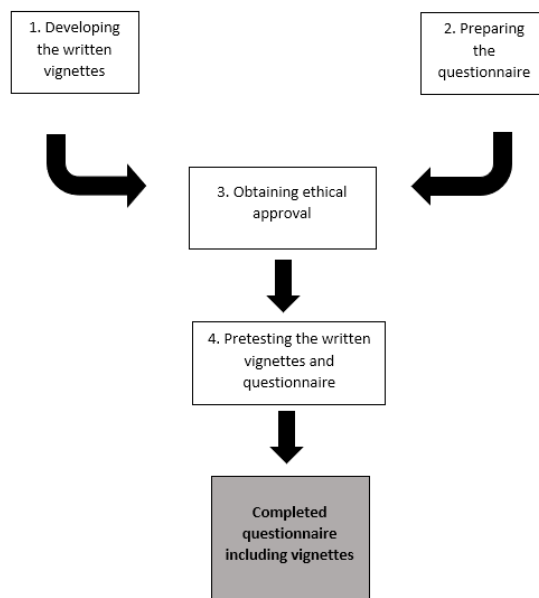 1. Developing
the written
vignettes
2. Preparing
the
questionnaire
3. Obtaining ethical
approval
4. Pretesting the written
vignettes and
questionnaire
Completed
questionnaire
including vignettes